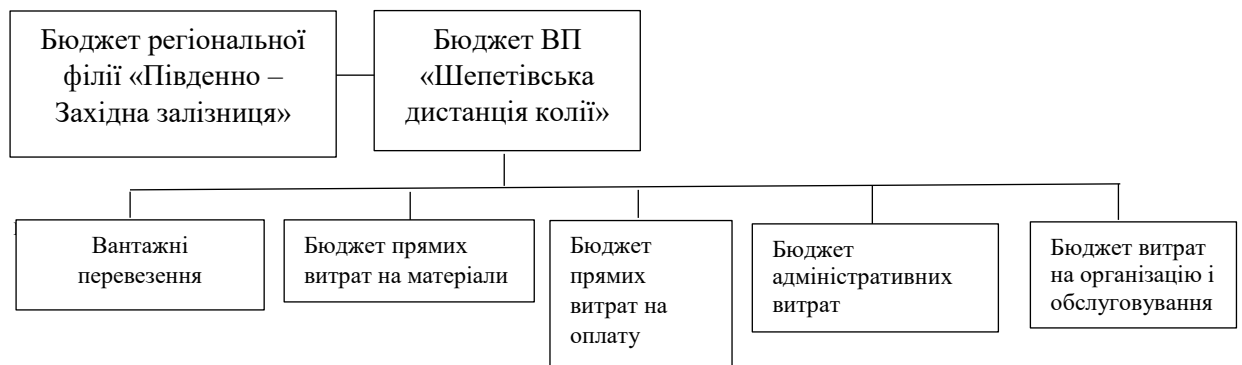 Бюджет регіональної
філії «Південно –
Західна залізниця»
Бюджет ВП
«Шепетівська
дистанція колії»
Вантажні
перевезення
Бюджет прямих
витрат на матеріали
Бюджет
прямих
витрат на
оплату
Бюджет
адміністративних
витрат
Бюджет витрат
на організацію і
обслуговування